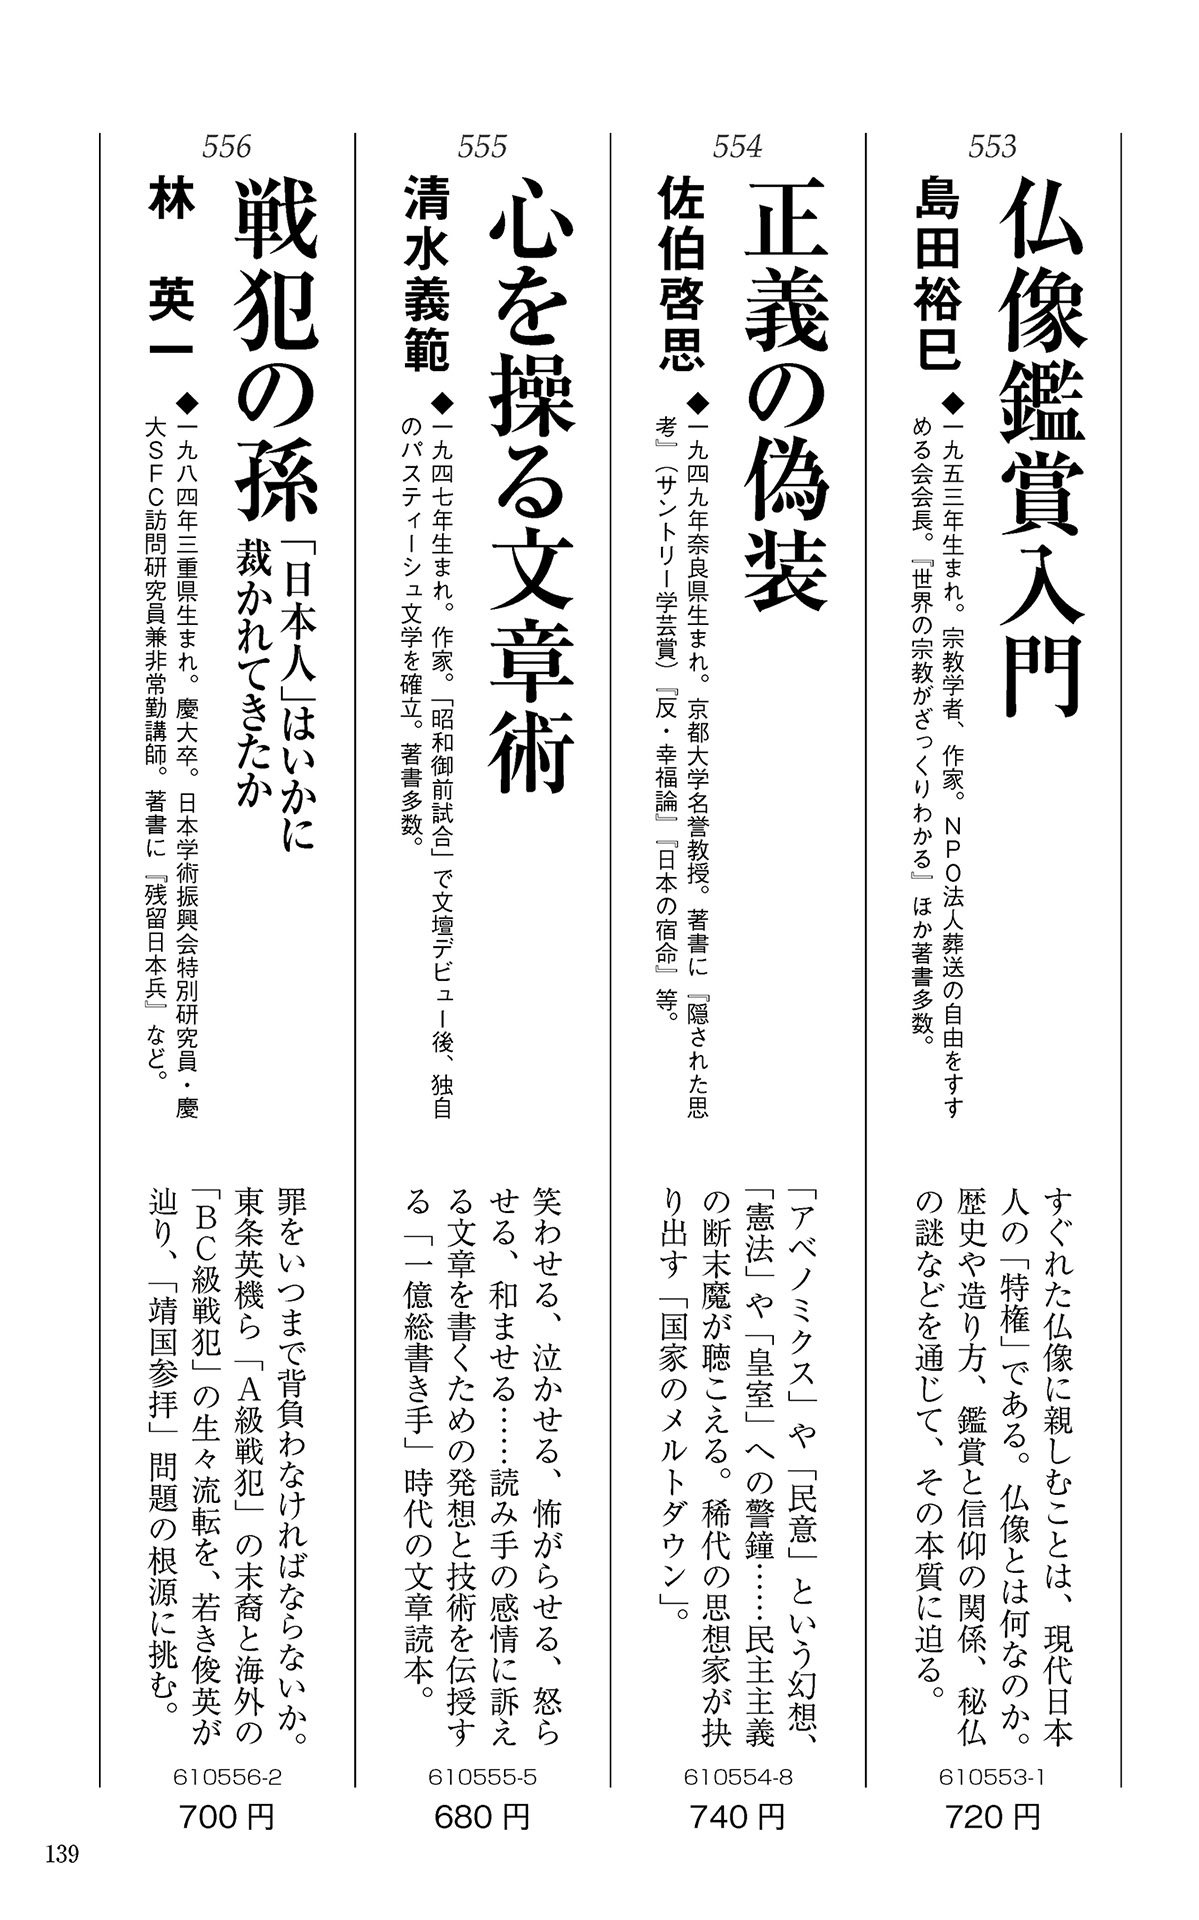 553
仏像鑑賞入門
島田裕巳
◆一九五三年生まれ。宗教学者、作家。NPO法人葬送の自由をすす
める会会長。『世界の宗教がざっくりわかる』ほか著書多数。
すぐれた仏像に親しむことは、現代日本
人の「特権」である。仏像とは何なのか。
歴史や造り方、鑑賞と信仰の関係、秘仏
の謎などを通じて、その本質に迫る。
610553-1
720円
554
正義の偽装
佐伯啓思
◆一九四九年奈良県生まれ。京都大学名誉教授。著書に『隠された思
考』(サントリー学芸賞)『反・幸福論』『日本の宿命』等。
「アベノミクス」や「民意」という幻想、
「憲法」や「皇室」への警鐘……民主主義
の断末魔が聴こえる。稀代の思想家が抉
り出す「国家のメルトダウン」。
610554-8
740円
555
心を操る文章術
清水義範
◆一九四七年生まれ。作家。「昭和御前試合」で文壇デビュー後、独自
のパスティーシュ文学を確立。著書多数。
笑わせる、泣かせる、怖がらせる、怒ら
せる、和ませる……読み手の感情に訴え
る文章を書くための発想と技術を伝授す
る「一億総書き手」時代の文章読本。
610555-5
680円
556
戦犯の孫
「日本人」はいかに
裁かれてきたか
林 英一
◆一九八四年三重県生まれ。慶大卒。日本学術振興会特別研究員・慶
大SFC訪問研究員兼非常勤講師。著書に『残留日本兵』など。
罪をいつまで背負わなければならないか。
東条英機ら「A級戦犯」の末裔と海外の
「BC級戦犯」の生々流転を、若き俊英が
辿り、「靖国参拝」問題の根源に挑む。
610556-2
700円
139